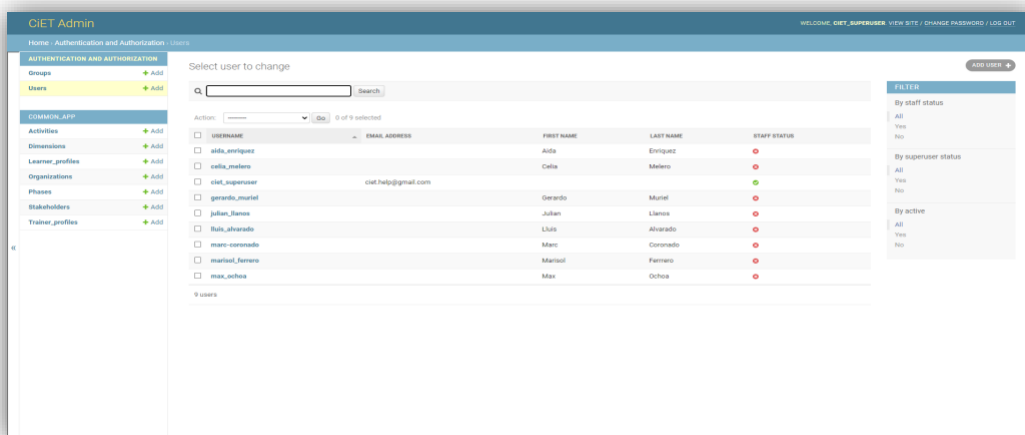 CiET Admin
WELCOME, CIET_SUPERUSER. VIEW SITE / CHANGE PASSWORD / LOG OUT
Home › Authentication and Authorization › Users
AUTHENTICATION AND AUTHORIZATION
Groups + Add
Users + Add
COMMON_APP
Activities + Add
Dimensions + Add
Learner_profiles + Add
Organizations + Add
Phases + Add
Stakeholders + Add
Trainer_profiles + Add
«
Select user to change
ADD USER +
Search
Action: --------- Go 0 of 9 selected
USERNAME EMAIL ADDRESS FIRST NAME LAST NAME STAFF STATUS
aida_enriquez Aida Enriquez
celia_melero Celia Melero
ciet_superuser ciet.help@gmail.com
gerardo_muriel Gerardo Muriel
julian_llanos Julian Llanos
lluis_alvarado Lluis Alvarado
marc-coronado Marc Coronado
marisol_ferrero Marisol Ferrrero
max_ochoa Max Ochoa
9 users
FILTER
By staff status
All
Yes
No
By superuser status
All
Yes
No
By active
All
Yes
No